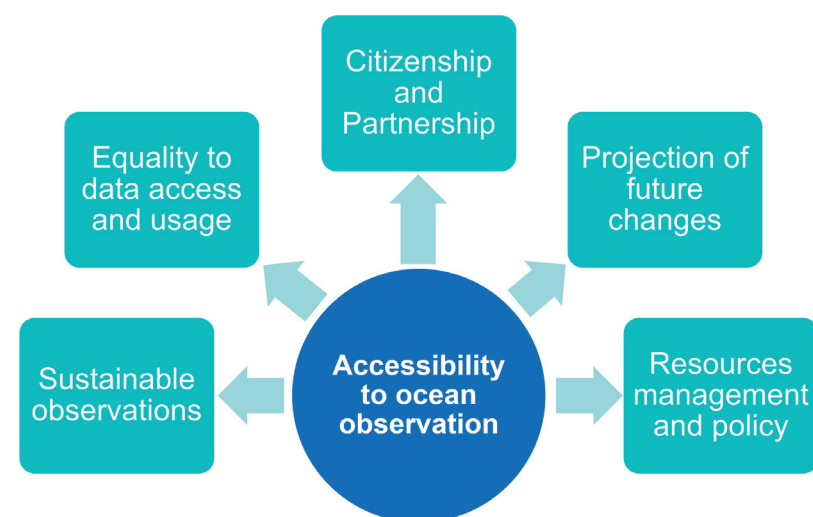 Citizenship
and
Partnership
Equality to
data access
and usage
Projection of
future
changes
Sustainable
observations
Accessibility
to ocean
observation
Resources
management
and policy